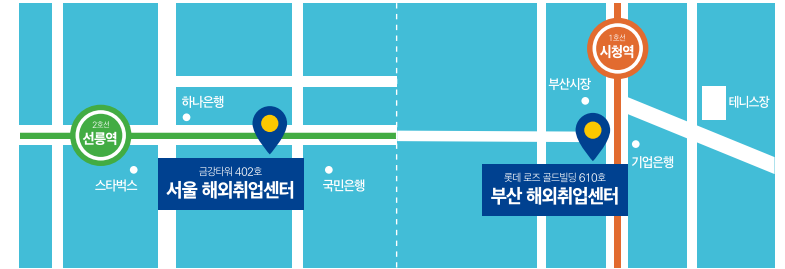 2호선
선릉역
하나은행
스타벅스
금강타워 402호
서울 해외취업센터
국민은행
1호선
시청역
부산시장
테니스장
기업은행
롯데 로즈 골드빌딩 610호
부산 해외취업센터